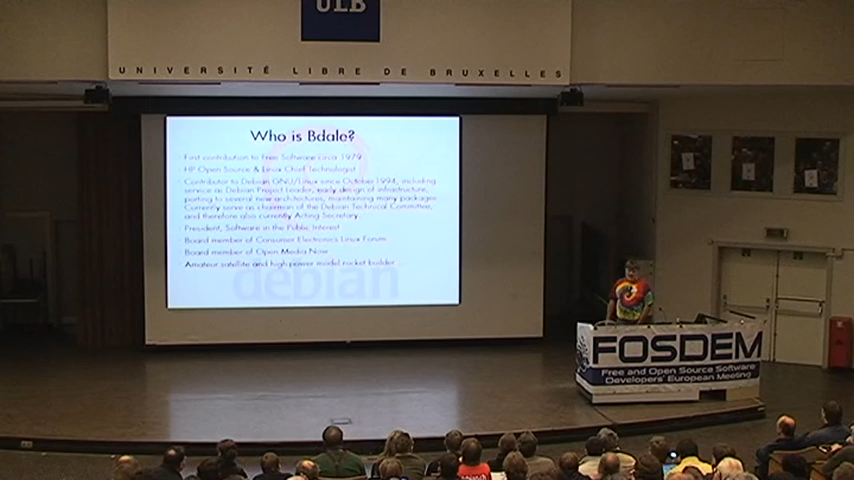 ULB
UNIVERSITÉ LIBRE DE BRUXELLES
Who is Bdale?
First contribution to Free Software circa 1979
HP Open Source & Linux Chief Technologist
Contributor to Debian GNU/Linux since October 1994, including
service as Debian Project Leader, early design of infrastructure,
porting to several new architectures, maintaining many packages.
Currently serve as chairman of the Debian Technical Committee,
and therefore also currently Acting Secretary.
President, Software in the Public Interest
Board member of Consumer Electronics Linux Forum
Board member of Open Media Now
Amateur satellite and high power model rocket builder
debian
FOSDEM
Free and Open Source Software
Developers' European Meeting